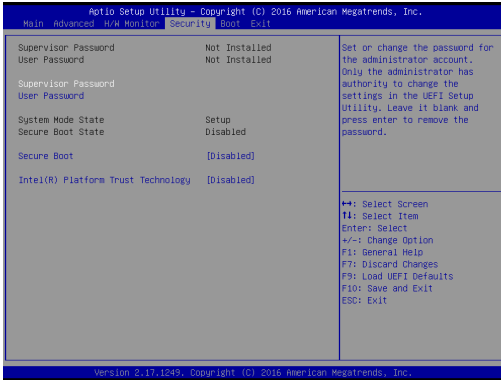 Aptio Setup Utility – Copyright (C) 2016 American Megatrends, Inc.
Main Advanced H/W Monitor Security Boot Exit
Supervisor Password Not Installed
User Password Not Installed
Supervisor Password
User Password
System Mode State Setup
Secure Boot State Disabled
Secure Boot [Disabled]
Intel(R) Platform Trust Technology [Disabled]
Set or change the password for
the administrator account.
Only the administrator has
authority to change the
settings in the UEFI Setup
Utility. Leave it blank and
press enter to remove the
password.
↔: Select Screen
↑↓: Select Item
Enter: Select
+/-: Change Option
F1: General Help
F7: Discard Changes
F9: Load UEFI Defaults
F10: Save and Exit
ESC: Exit
Version 2.17.1249. Copyright (C) 2016 American Megatrends, Inc.